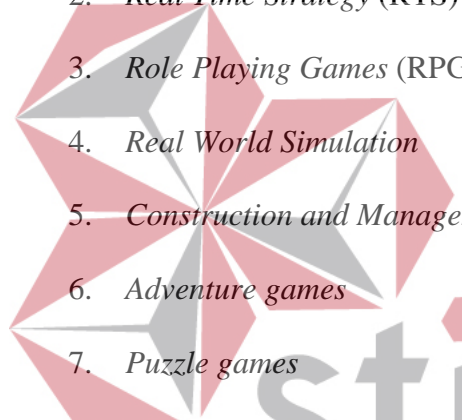 2. Real Time Strategy (RTS)
3. Role Playing Games (RPG
4. Real World Simulation
5. Construction and Manage
6. Adventure games
7. Puzzle games
sti